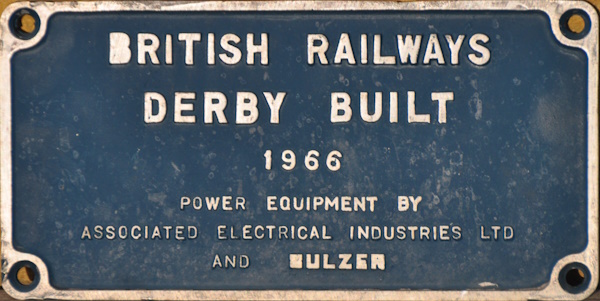 BRITISH RAILWAYS
DERBY BUILT
1966
POWER EQUIPMENT BY
ASSOCIATED ELECTRICAL INDUSTRIES LTD
AND SULZER